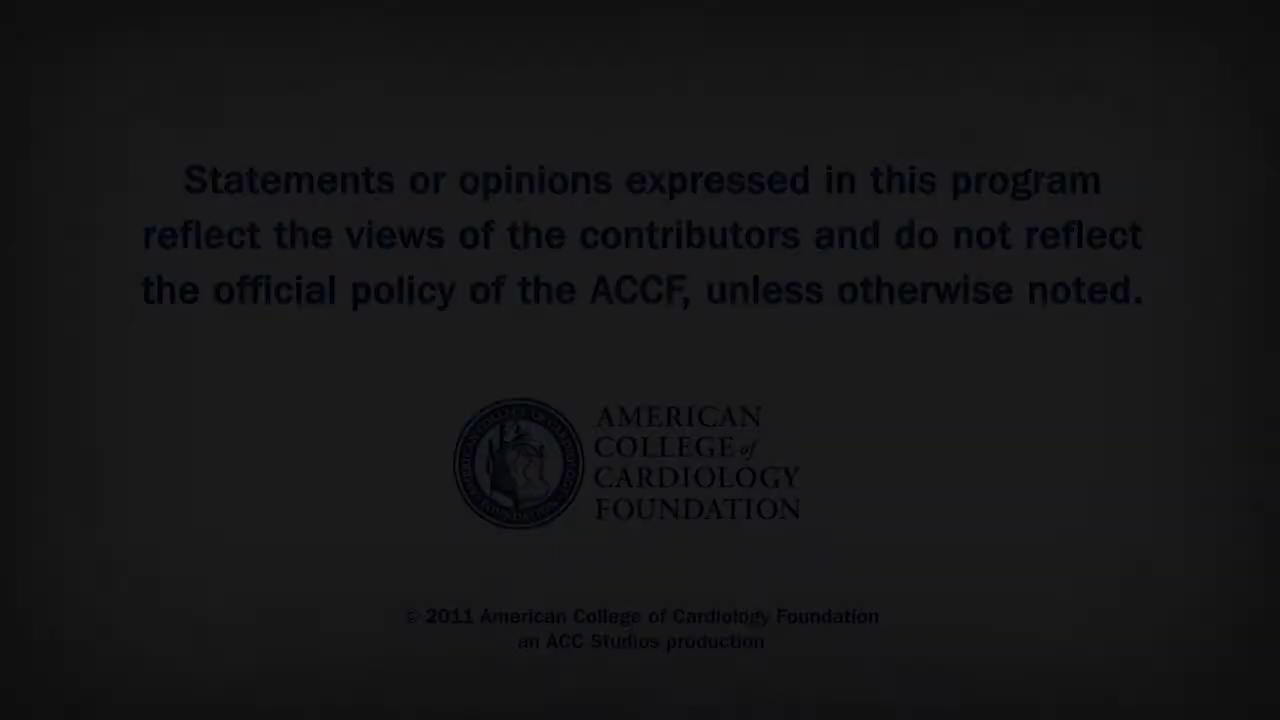 Statements or opinions expressed in this program
reflect the views of the contributors and do not reflect
the official policy of the ACCF, unless otherwise noted.
AMERICAN
COLLEGE of
CARDIOLOGY
FOUNDATION
© 2011 American College of Cardiology Foundation
an ACC Studios production